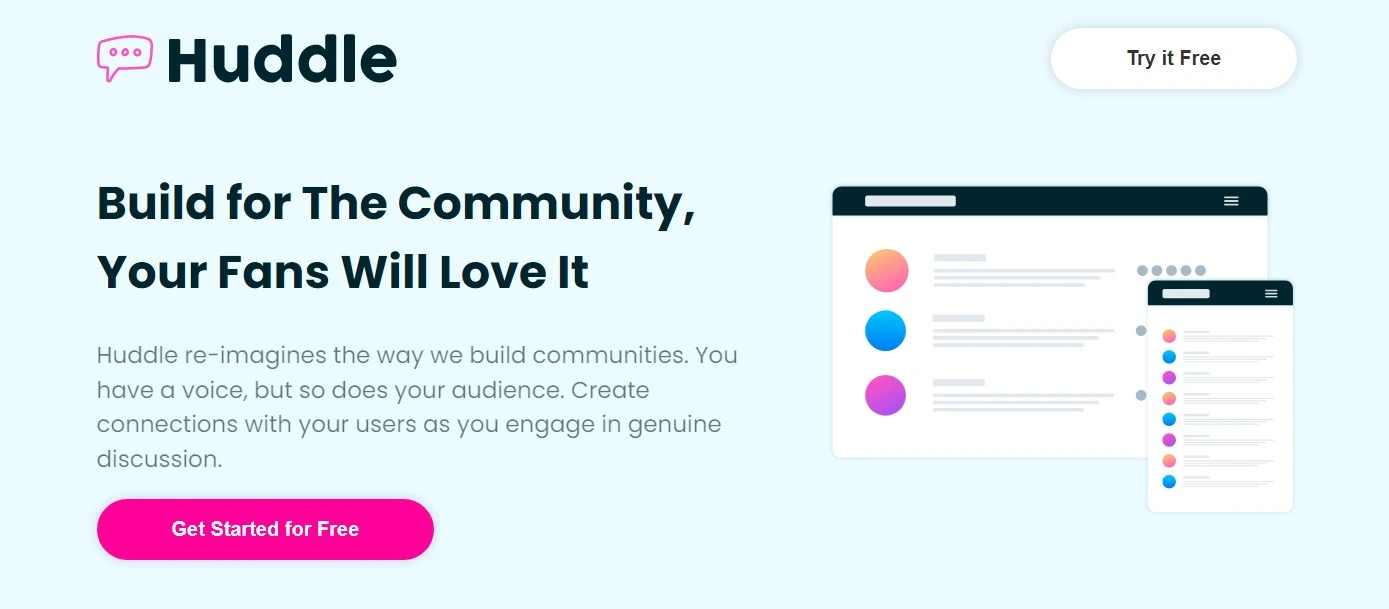 Huddle
Try it Free
Build for The Community,
Your Fans Will Love It
Huddle re-imagines the way we build communities. You
have a voice, but so does your audience. Create
connections with your users as you engage in genuine
discussion.
Get Started for Free